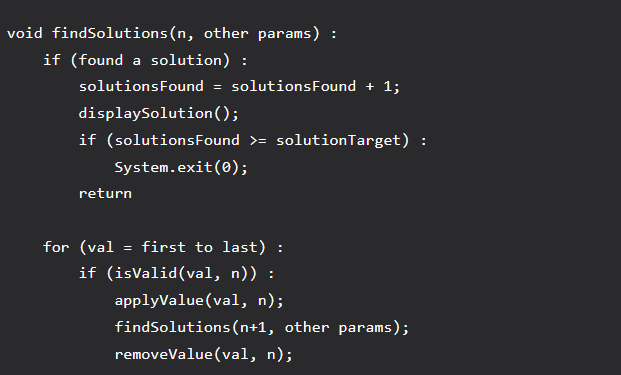 void findSolutions(n, other params) :
    if (found a solution) :
        solutionsFound = solutionsFound + 1;
        displaySolution();
        if (solutionsFound >= solutionTarget) :
            System.exit(0);
        return

    for (val = first to last) :
        if (isValid(val, n)) :
            applyValue(val, n);
            findSolutions(n+1, other params);
            removeValue(val, n);